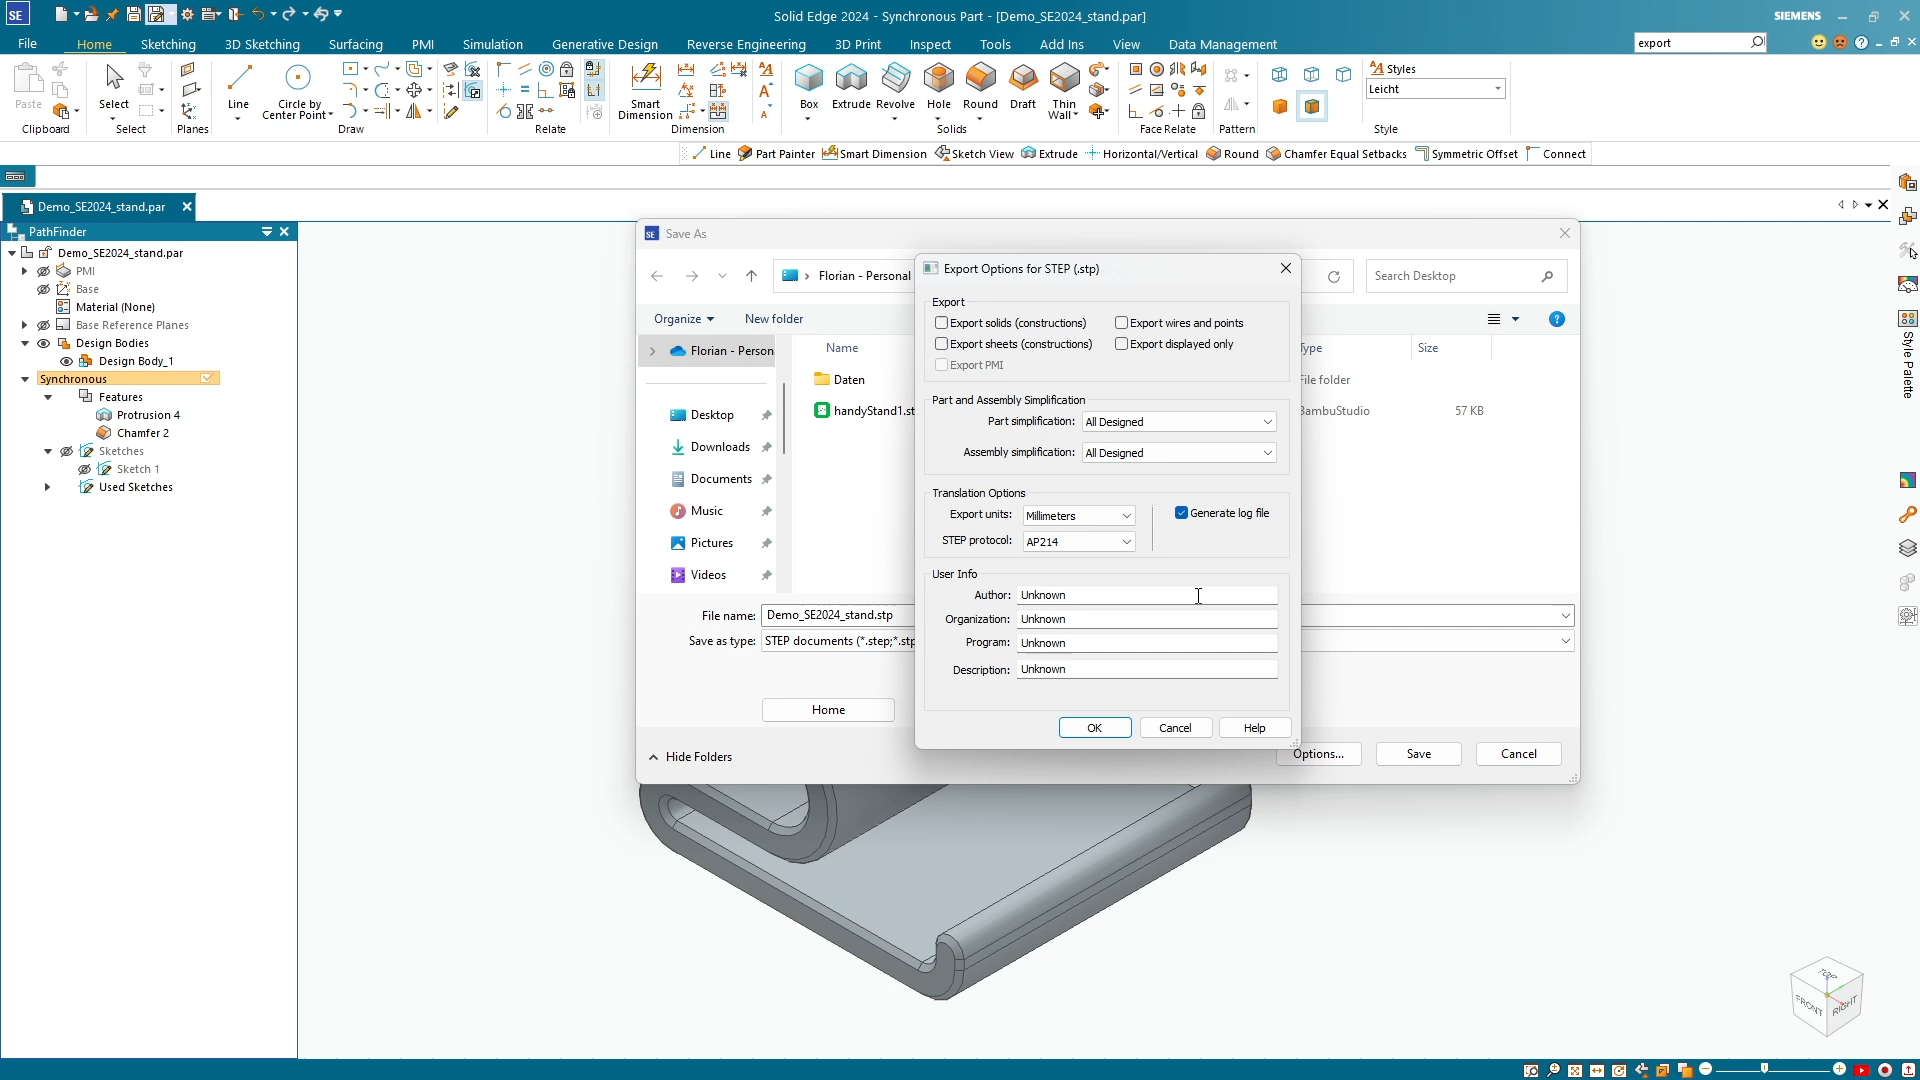 SE
Solid Edge 2024 - Synchronous Part - [Demo_SE2024_stand.par]
SIEMENS
File Home Sketching 3D Sketching Surfacing PMI Simulation Generative Design Reverse Engineering 3D Print Inspect Tools Add Ins View Data Management
export
Paste
Clipboard
Select
Select
Planes
Line
Circle by Center Point
Draw
Relate
Smart Dimension
Dimension
Box
Extrude
Revolve
Hole
Round
Draft
Thin Wall
Solids
Face Relate
Pattern
Styles
Leicht
Style
Line Part Painter Smart Dimension Sketch View Extrude Horizontal/Vertical Round Chamfer Equal Setbacks Symmetric Offset Connect
Demo_SE2024_stand.par
PathFinder
Demo_SE2024_stand.par
PMI
Base
Material (None)
Base Reference Planes
Design Bodies
Design Body_1
Synchronous
Features
Protrusion 4
Chamfer 2
Sketches
Sketch 1
Used Sketches
SE Save As
Florian - Personal
Search Desktop
Organize New folder
Florian - Person
Desktop
Downloads
Documents
Music
Pictures
Videos
Name Type Size
Daten File folder
handyStand1.st BambuStudio 57 KB
File name: Demo_SE2024_stand.stp
Save as type: STEP documents (*.step;*.stp
Home
Hide Folders
Options... Save Cancel
Export Options for STEP (.stp)
Export
Export solids (constructions) Export wires and points
Export sheets (constructions) Export displayed only
Export PMI
Part and Assembly Simplification
Part simplification: All Designed
Assembly simplification: All Designed
Translation Options
Export units: Millimeters Generate log file
STEP protocol: AP214
User Info
Author: Unknown
Organization: Unknown
Program: Unknown
Description: Unknown
OK Cancel Help
Style Palette
TOP
FRONT RIGHT